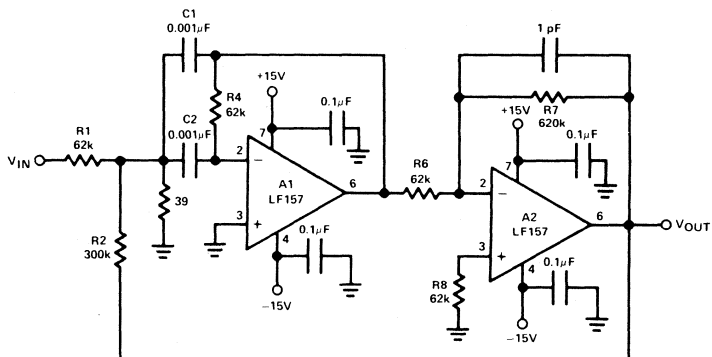 C1
0.001μF
1 pF
+15V
R4
62k
0.1μF
R7
620k
+15V
R1
62k
C2
0.001μF
7
0.1μF
V IN
2
−
A1
LF157
6
R6
62k
7
2
−
39
3
+
A2
LF157
6
V OUT
R2
300k
4
0.1μF
3
+
R8
62k
4
0.1μF
−15V
−15V